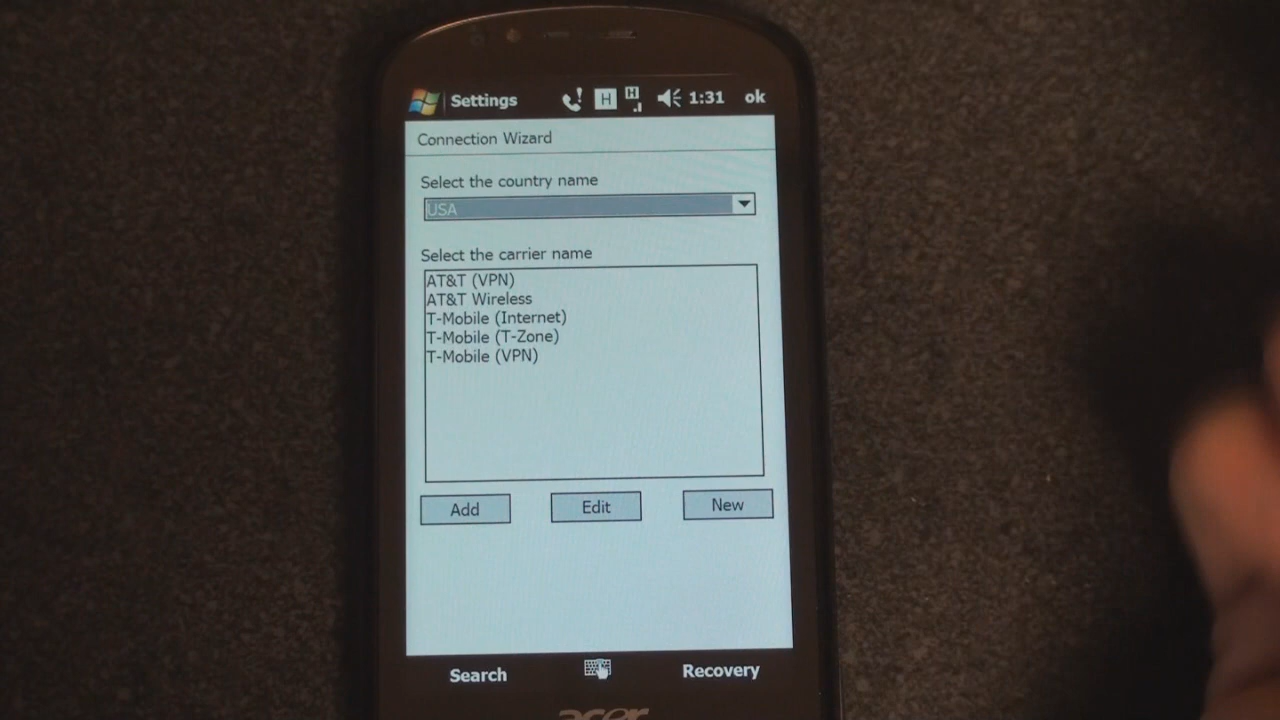 Settings H H 1:31 ok
Connection Wizard
Select the country name
USA
Select the carrier name
AT&T (VPN)
AT&T Wireless
T-Mobile (Internet)
T-Mobile (T-Zone)
T-Mobile (VPN)
Add Edit New
Search Recovery
acer